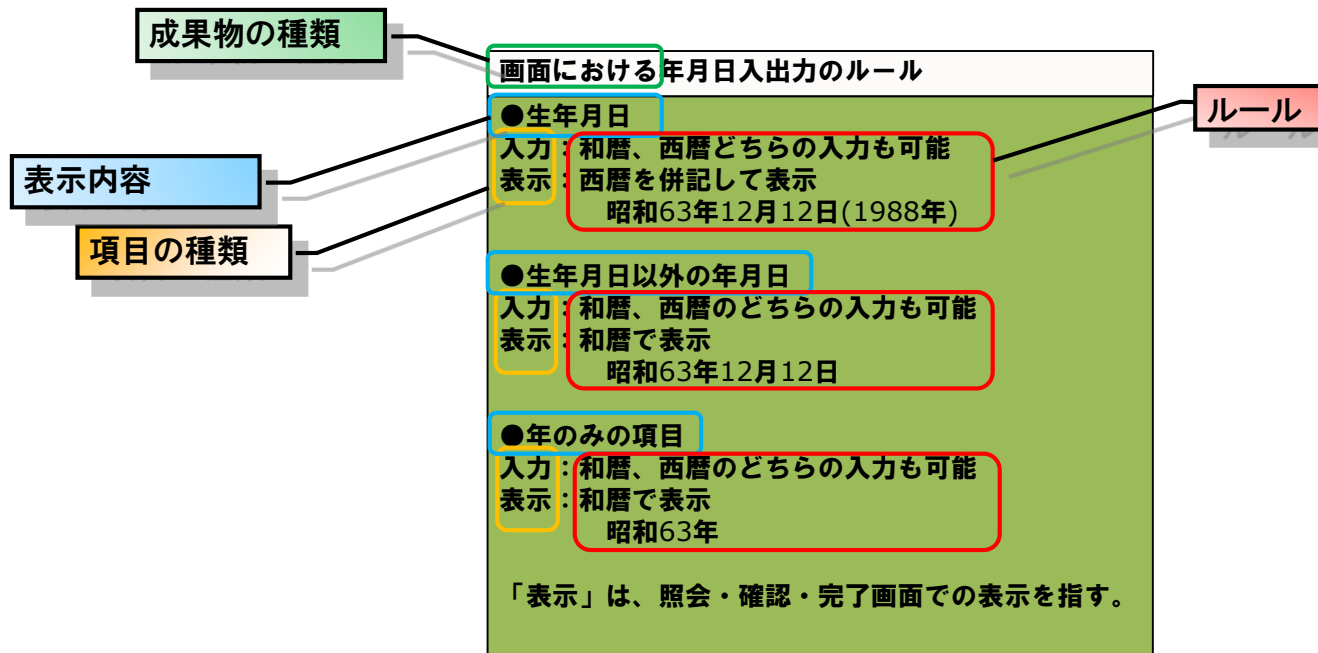 成果物の種類
画面における年月日入出力のルール
●生年月日
ルール
入力：和暦、西暦どちらの入力も可能
表示内容
表示：西暦を併記して表示
昭和63年12月12日(1988年)
項目の種類
●生年月日以外の年月日
入力：和暦、西暦のどちらの入力も可能
表示：和暦で表示
昭和63年12月12日
●年のみの項目
入力：和暦、西暦のどちらの入力も可能
表示：和暦で表示
昭和63年
「表示」は、照会・確認・完了画面での表示を指す。